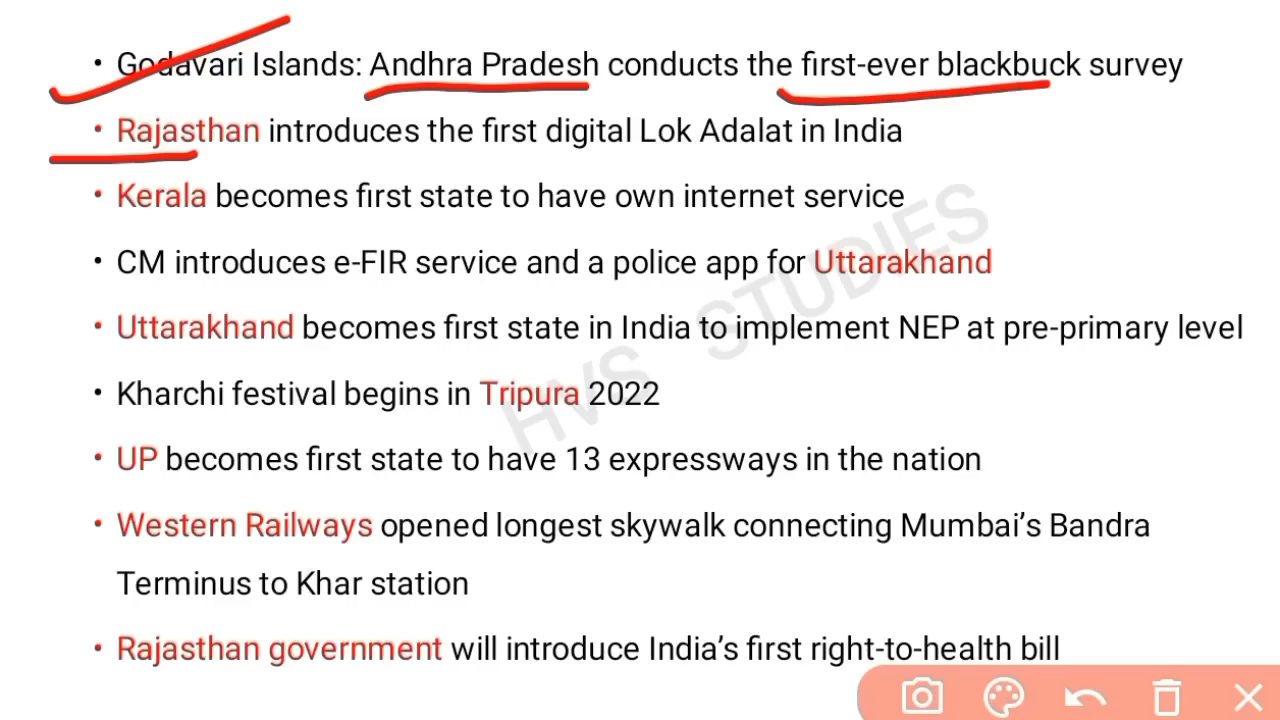 • Godavari Islands: Andhra Pradesh conducts the first-ever blackbuck survey
• Rajasthan introduces the first digital Lok Adalat in India
• Kerala becomes first state to have own internet service
• CM introduces e-FIR service and a police app for Uttarakhand
• Uttarakhand becomes first state in India to implement NEP at pre-primary level
• Kharchi festival begins in Tripura 2022
• UP becomes first state to have 13 expressways in the nation
• Western Railways opened longest skywalk connecting Mumbai’s Bandra
Terminus to Khar station
• Rajasthan government will introduce India’s first right-to-health bill
HVS STUDIES